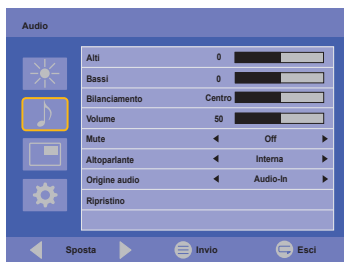 Audio
Alti 0
Bassi 0
Bilanciamento Centro
Volume 50
Mute Off
Altoparlante Interna
Origine audio Audio-In
Ripristino
Sposta Invio Esci